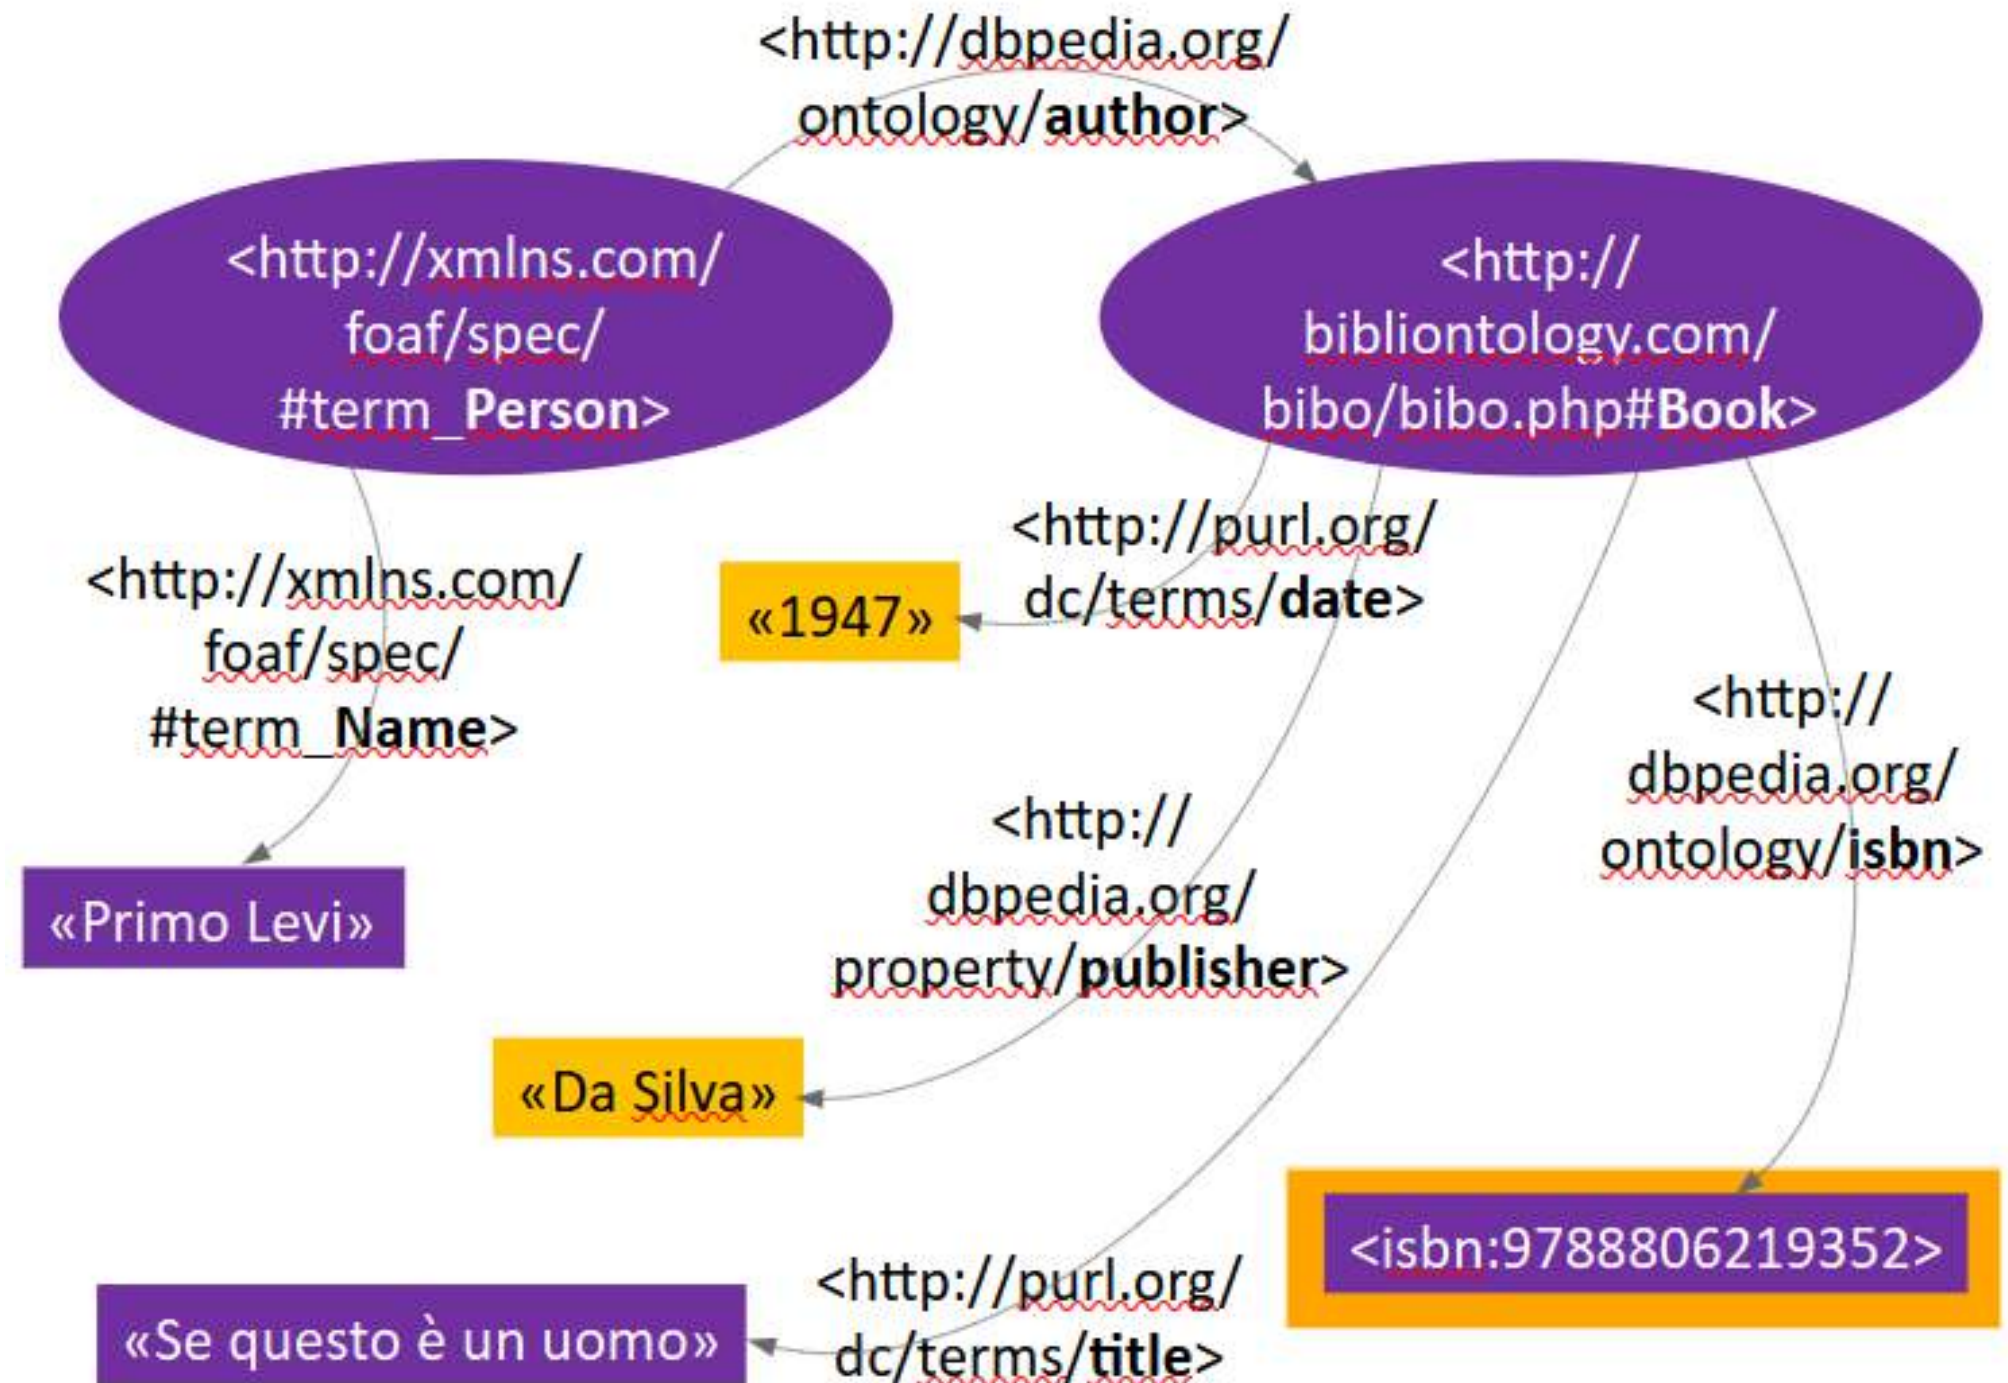 <http://dbpedia.org/
ontology/author>
<http://xmlns.com/
foaf/spec/
#term_Person>
<http://
bibliontology.com/
bibo/bibo.php#Book>
<http://xmlns.com/
foaf/spec/
#term_Name>
«Primo Levi»
<http://purl.org/
dc/terms/date>
«1947»
<http://
dbpedia.org/
property/publisher>
«Da Silva»
<http://
dbpedia.org/
ontology/isbn>
<isbn:9788806219352>
<http://purl.org/
dc/terms/title>
«Se questo è un uomo»